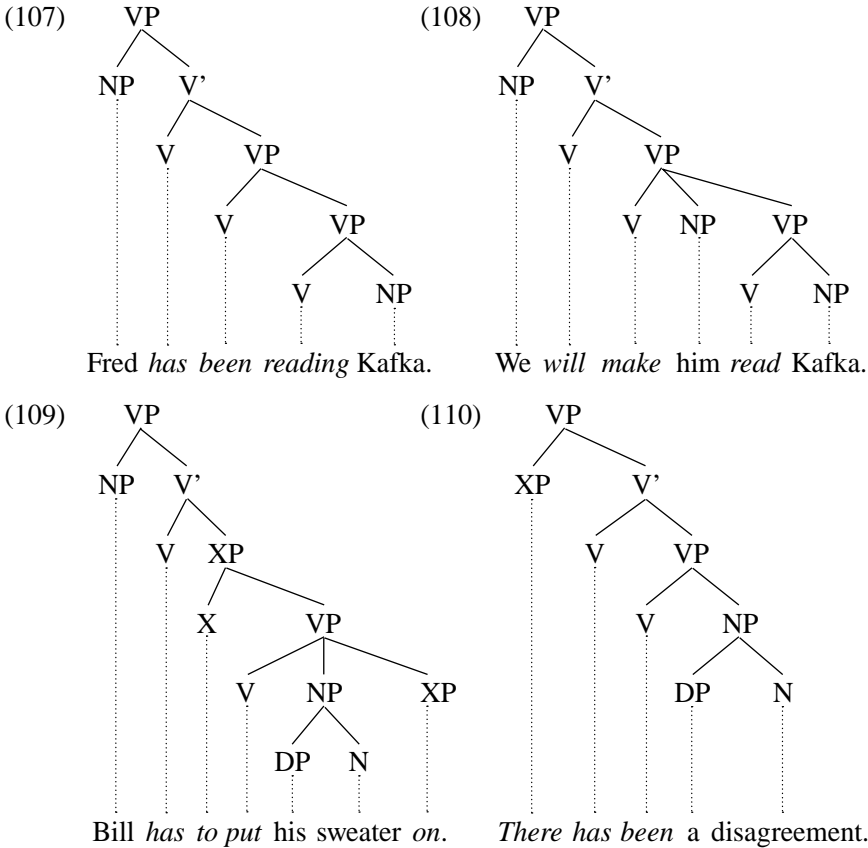 (107) VP (108) VP
NP V’ NP V’
V VP V VP
V VP V NP VP
V NP V NP
Fred has been reading Kafka. We will make him read Kafka.
(109) VP (110) VP
NP V’ XP V’
V XP V VP
X VP V NP
V NP XP DP N
DP N
Bill has to put his sweater on. There has been a disagreement.